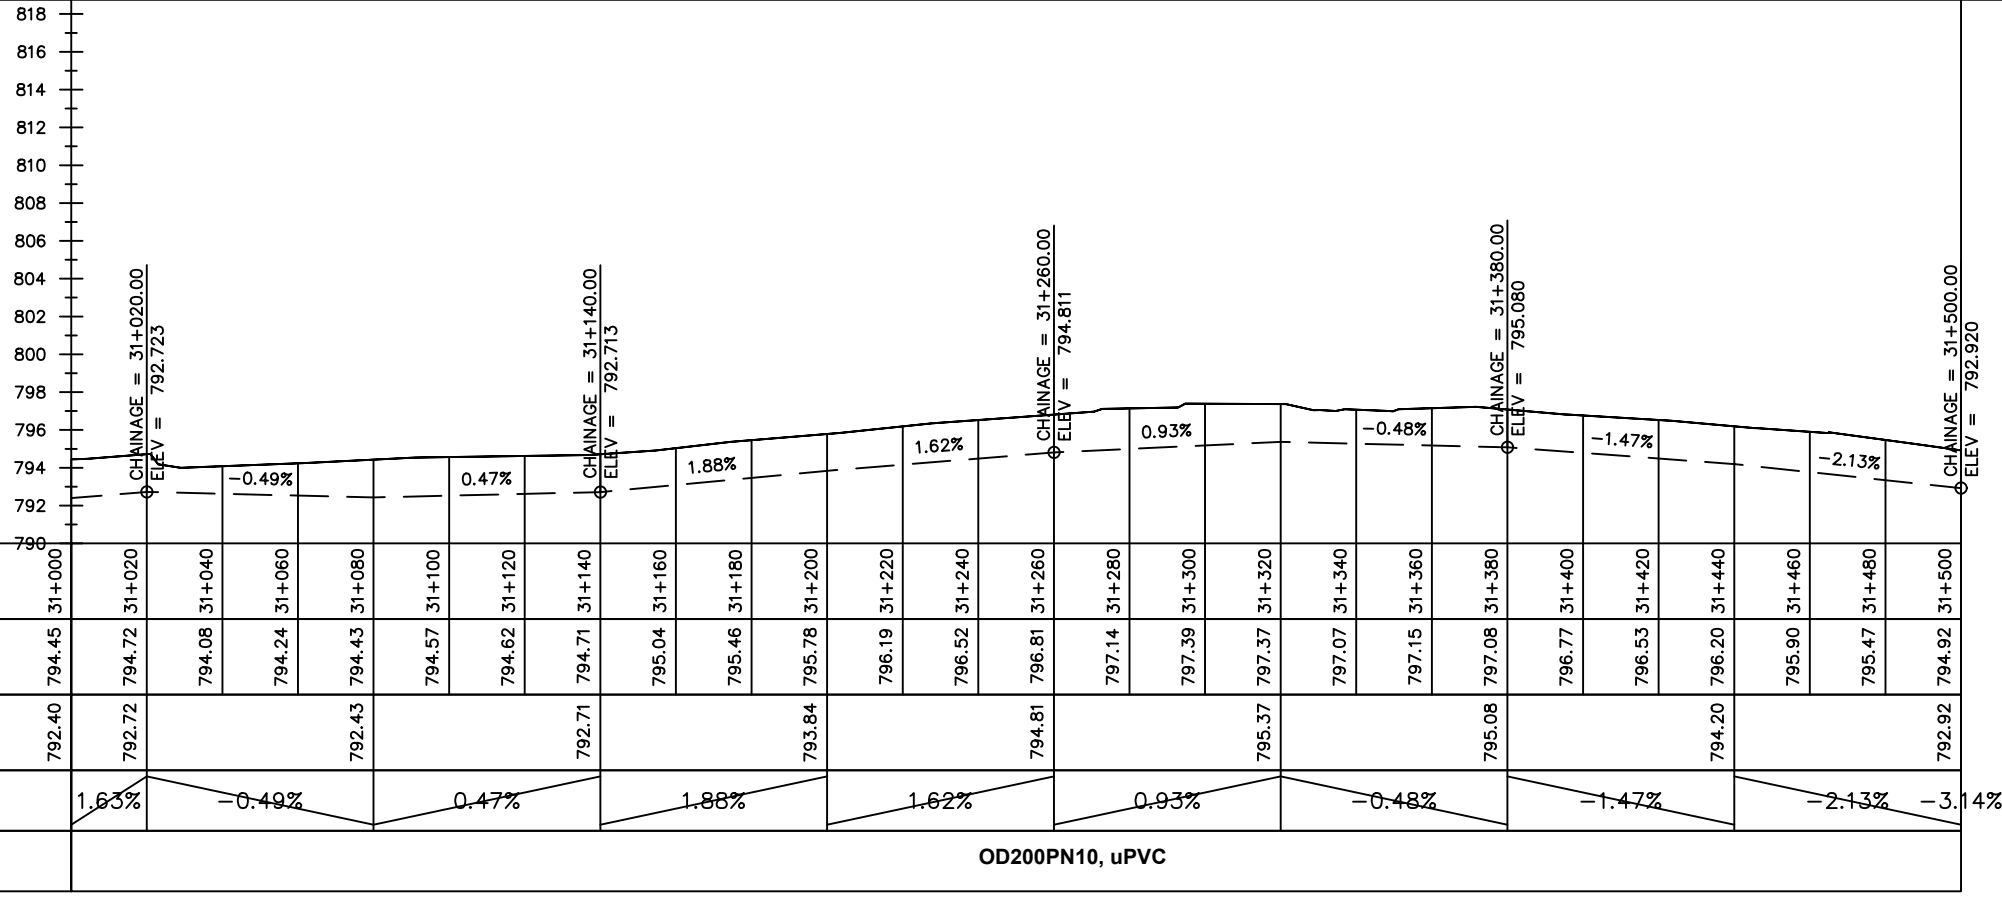 818
816
814
812
810
808
806
804
802
800
798
796
794
792
790
CHAINAGE = 31+020.00
ELEV = 792.723
CHAINAGE = 31+140.00
ELEV = 792.713
CHAINAGE = 31+260.00
ELEV = 794.811
CHAINAGE = 31+380.00
ELEV = 795.080
CHAINAGE = 31+500.00
ELEV = 792.920
-0.49% 0.47% 1.88% 1.62% 0.93% -0.48% -1.47% -2.13%
31+000 31+020 31+040 31+060 31+080 31+100 31+120 31+140 31+160 31+180 31+200 31+220 31+240 31+260 31+280 31+300 31+320 31+340 31+360 31+380 31+400 31+420 31+440 31+460 31+480 31+500
794.45 794.72 794.08 794.24 794.43 794.57 794.62 794.71 795.04 795.46 795.78 796.19 796.52 796.81 797.14 797.39 797.37 797.07 797.15 797.08 796.77 796.53 796.20 795.90 795.47 794.92
792.40 792.72 792.43 792.71 793.84 794.81 795.37 795.08 794.20 792.92
1.63% -0.49% 0.47% 1.88% 1.62% 0.93% -0.48% -1.47% -2.13% -3.14%
OD200PN10, uPVC